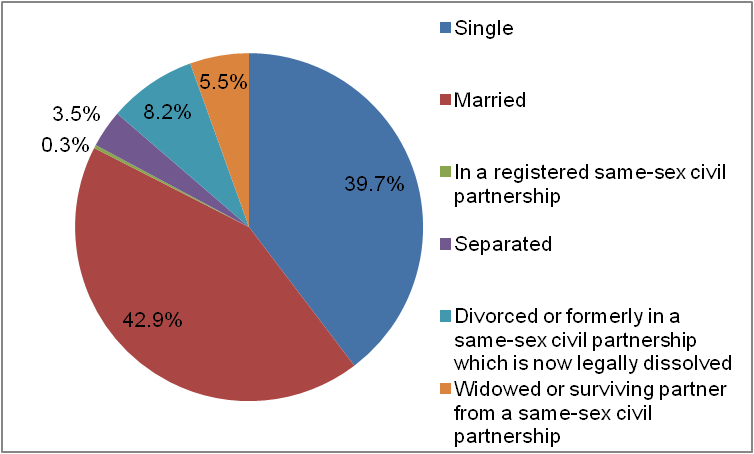 Single
Married
In a registered same-sex civil
partnership
Separated
Divorced or formerly in a
same-sex civil partnership
which is now legally dissolved
Widowed or surviving partner
from a same-sex civil
partnership
5.5%
8.2%
3.5%
0.3%
39.7%
42.9%